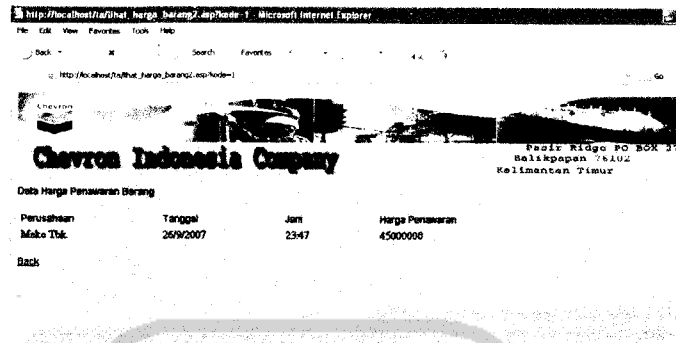 http://localhost/ta/lihat_harga_barang2.asp?kode=1 - Microsoft Internet Explorer
File Edit View Favorites Tools Help
Back Search Favorites
http://localhost/ta/lihat_harga_barang2.asp?kode=1 Go
Chevron
Chevron Indonesia Company
Pasir Ridge PO BOX 27
Balikpapan 76102
Kalimantan Timur
Data Harga Penawaran Barang
Perusahaan Tanggal Jam Harga Penawaran
Meko Tbk. 26/9/2007 23:47 45000000
Back